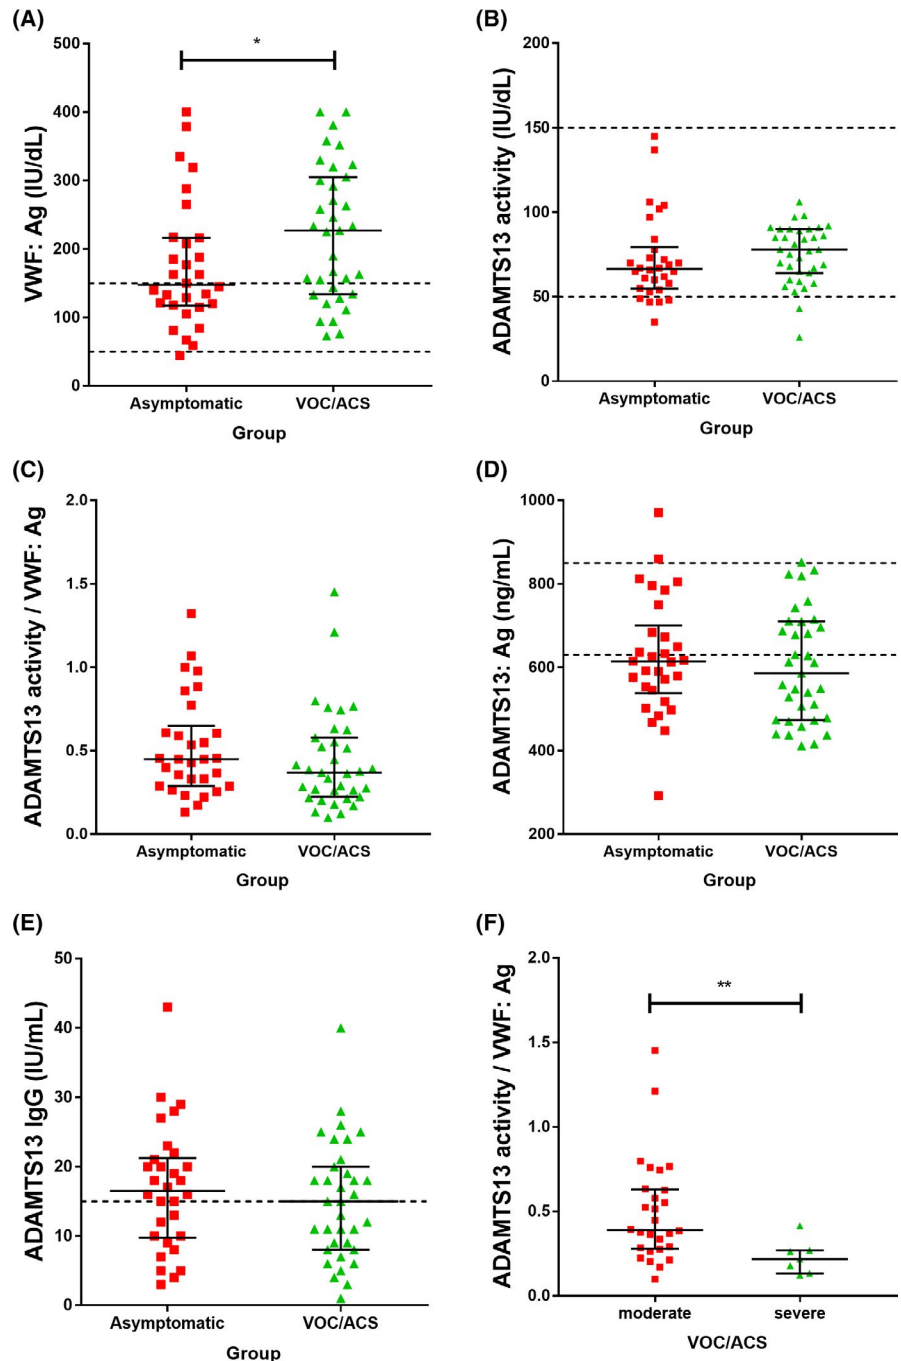 (A)
VWF: Ag (IU/dL)
500
400
300
200
100
0
*
Asymptomatic VOC/ACS
Group
(B)
ADAMTS13 activity (IU/dL)
200
150
100
50
0
Asymptomatic VOC/ACS
Group
(C)
ADAMTS13 activity / VWF: Ag
2.0
1.5
1.0
0.5
0.0
Asymptomatic VOC/ACS
Group
(D)
ADAMTS13: Ag (ng/mL)
1000
800
600
400
200
Asymptomatic VOC/ACS
Group
(E)
ADAMTS13 IgG (IU/mL)
50
40
30
20
10
0
Asymptomatic VOC/ACS
Group
(F)
ADAMTS13 activity / VWF: Ag
2.0
1.5
1.0
0.5
0.0
**
moderate severe
VOC/ACS